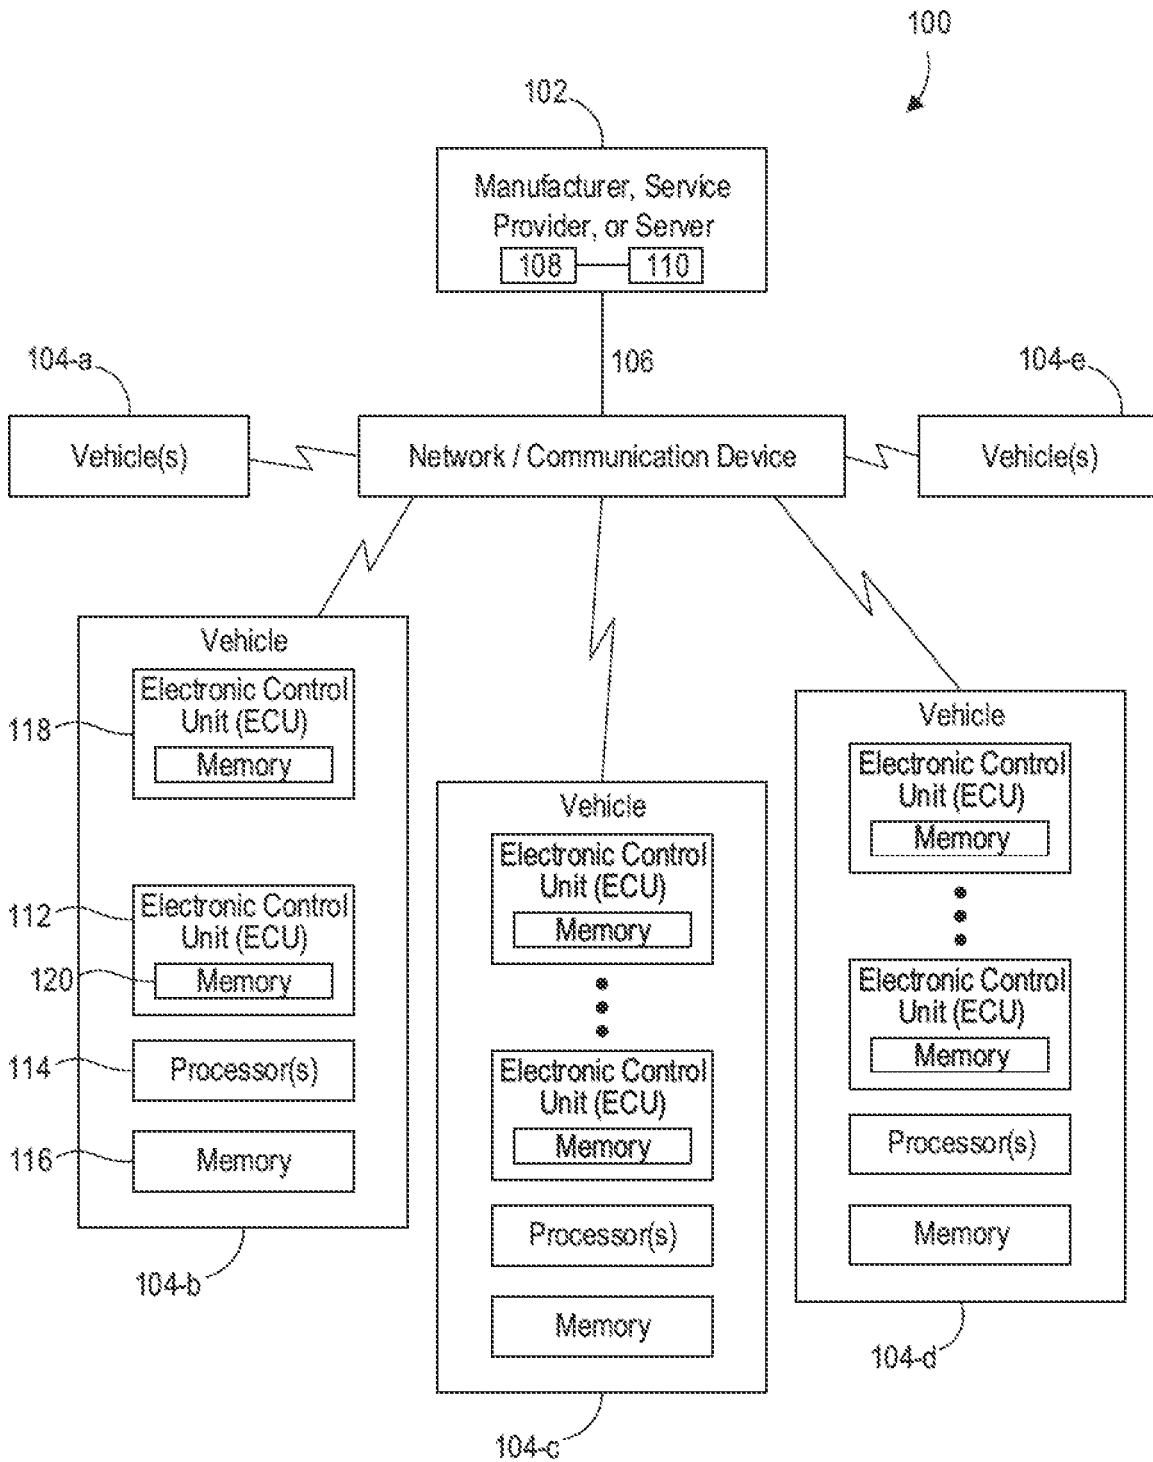 100
102
Manufacturer, Service
Provider, or Server
108
110
106
104-a
104-e
Vehicle(s)
Network / Communication Device
Vehicle(s)
Vehicle
Electronic Control
Unit (ECU)
Memory
118
Electronic Control
Unit (ECU)
Memory
112
120
Processor(s)
114
Memory
116
104-b
Vehicle
Electronic Control
Unit (ECU)
Memory
Electronic Control
Unit (ECU)
Memory
Processor(s)
Memory
104-c
Vehicle
Electronic Control
Unit (ECU)
Memory
Electronic Control
Unit (ECU)
Memory
Processor(s)
Memory
104-d